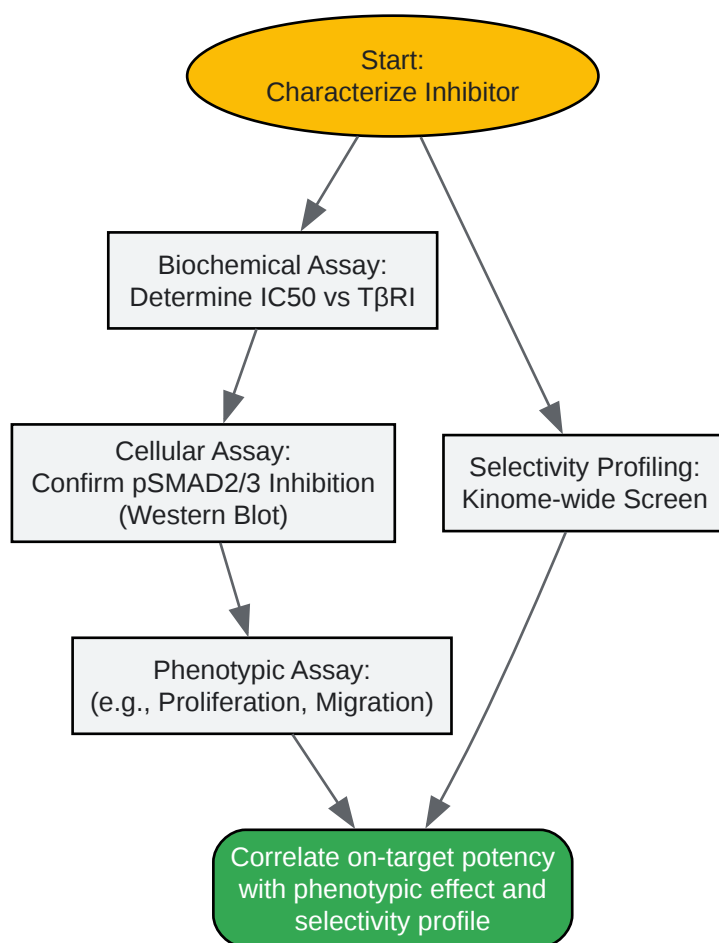 Start:
Characterize Inhibitor
Biochemical Assay:
Determine IC50 vs TβRI
Cellular Assay:
Confirm pSMAD2/3 Inhibition
(Western Blot)
Selectivity Profiling:
Kinome-wide Screen
Phenotypic Assay:
(e.g., Proliferation, Migration)
Correlate on-target potency
with phenotypic effect and
selectivity profile